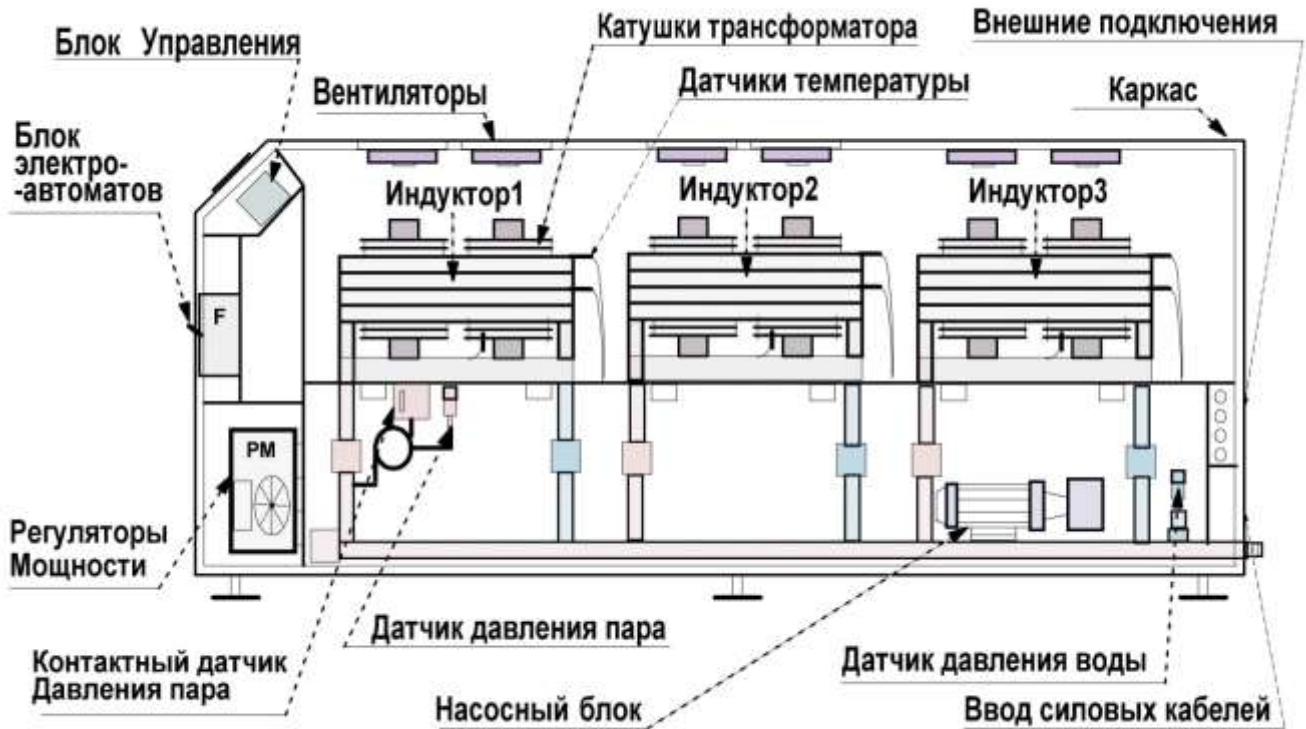 Блок Управления
Катушки трансформатора
Внешние подключения
Вентиляторы
Датчики температуры
Каркас
Блок
электро-
-автоматов
Индуктор1
Индуктор2
Индуктор3
F
PM
Регуляторы
Мощности
Датчик давления пара
Контактный датчик
Давления пара
Насосный блок
Датчик давления воды
Ввод силовых кабелей